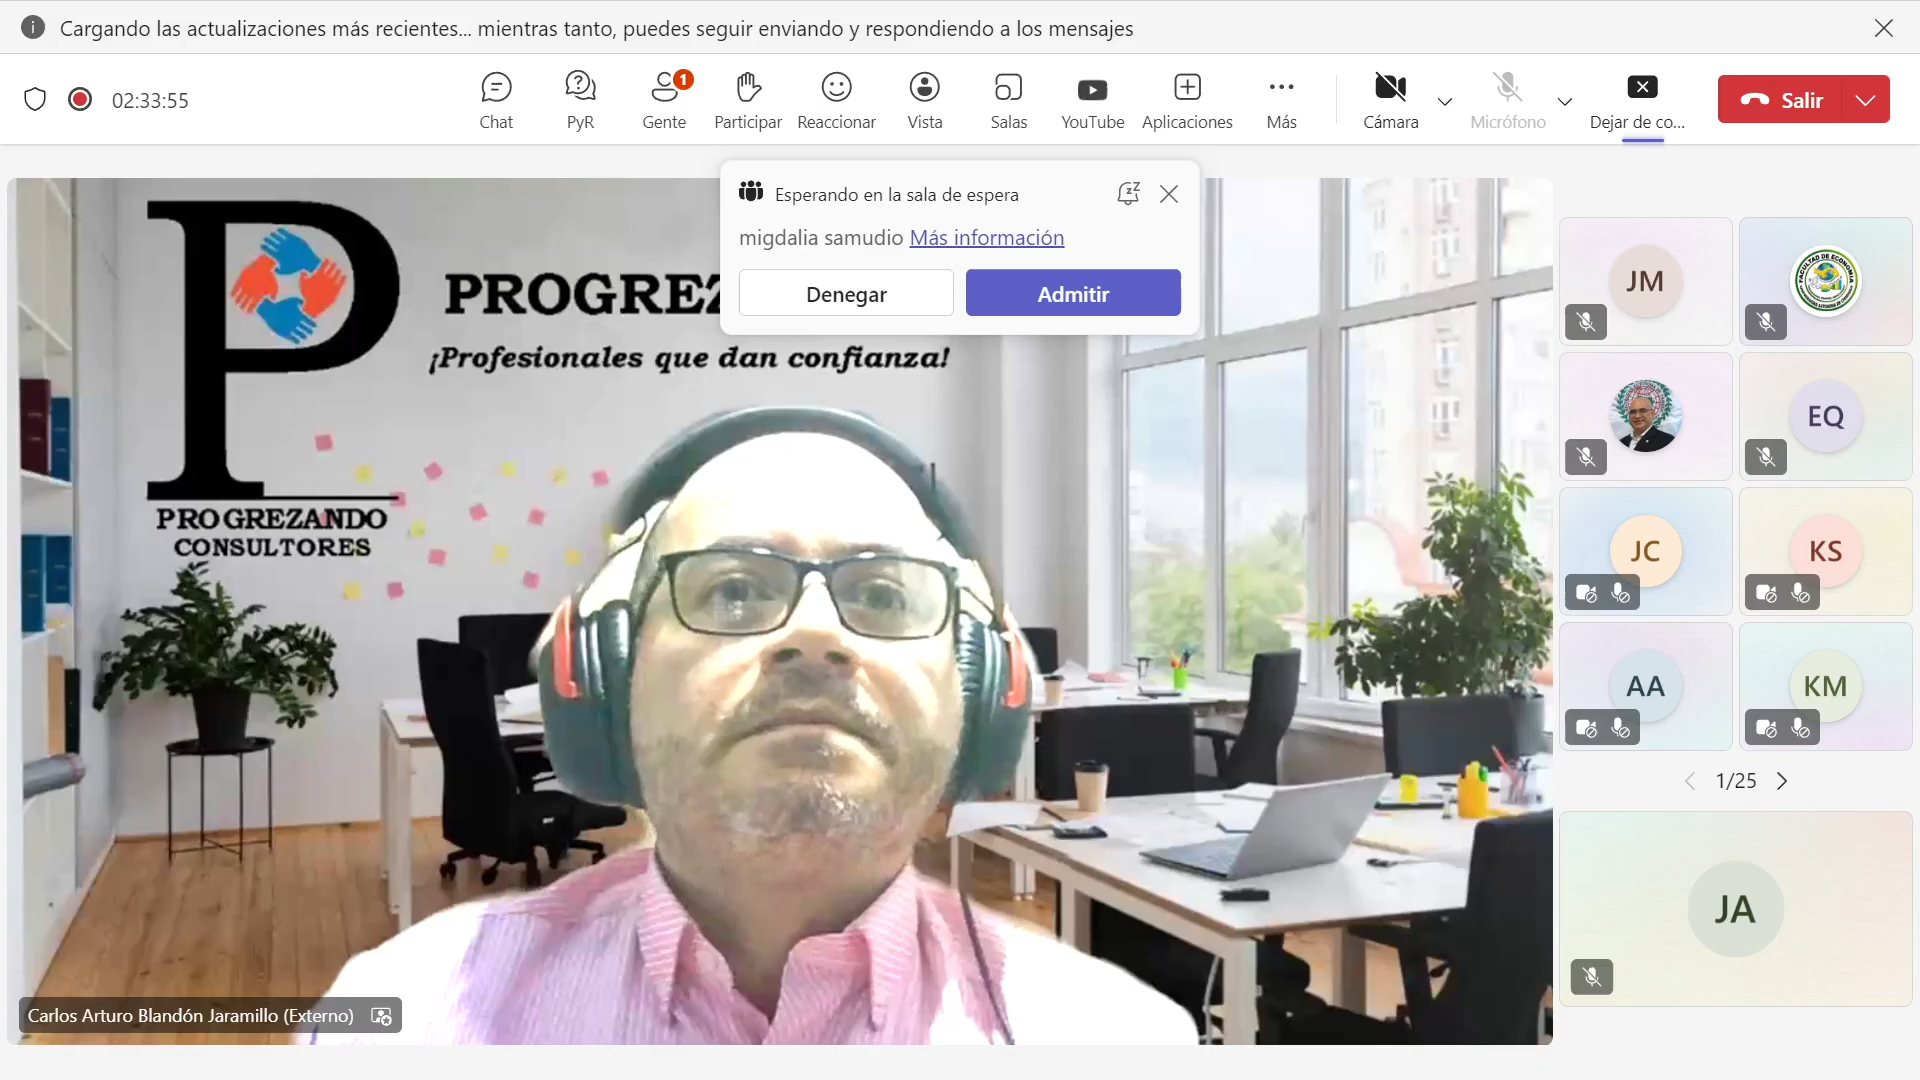 Cargando las actualizaciones más recientes... mientras tanto, puedes seguir enviando y respondiendo a los mensajes
02:33:55
Chat
PyR
Gente
1
Participar
Reaccionar
Vista
Salas
YouTube
Aplicaciones
Más
Cámara
Micrófono
Dejar de co...
Salir
Esperando en la sala de espera
migdalia samudio Más información
Denegar
Admitir
P
PROGREZ
¡Profesionales que dan confianza!
PROGREZANDO
CONSULTORES
Carlos Arturo Blandón Jaramillo (Externo)
JM
EQ
JC
KS
AA
KM
1/25
JA